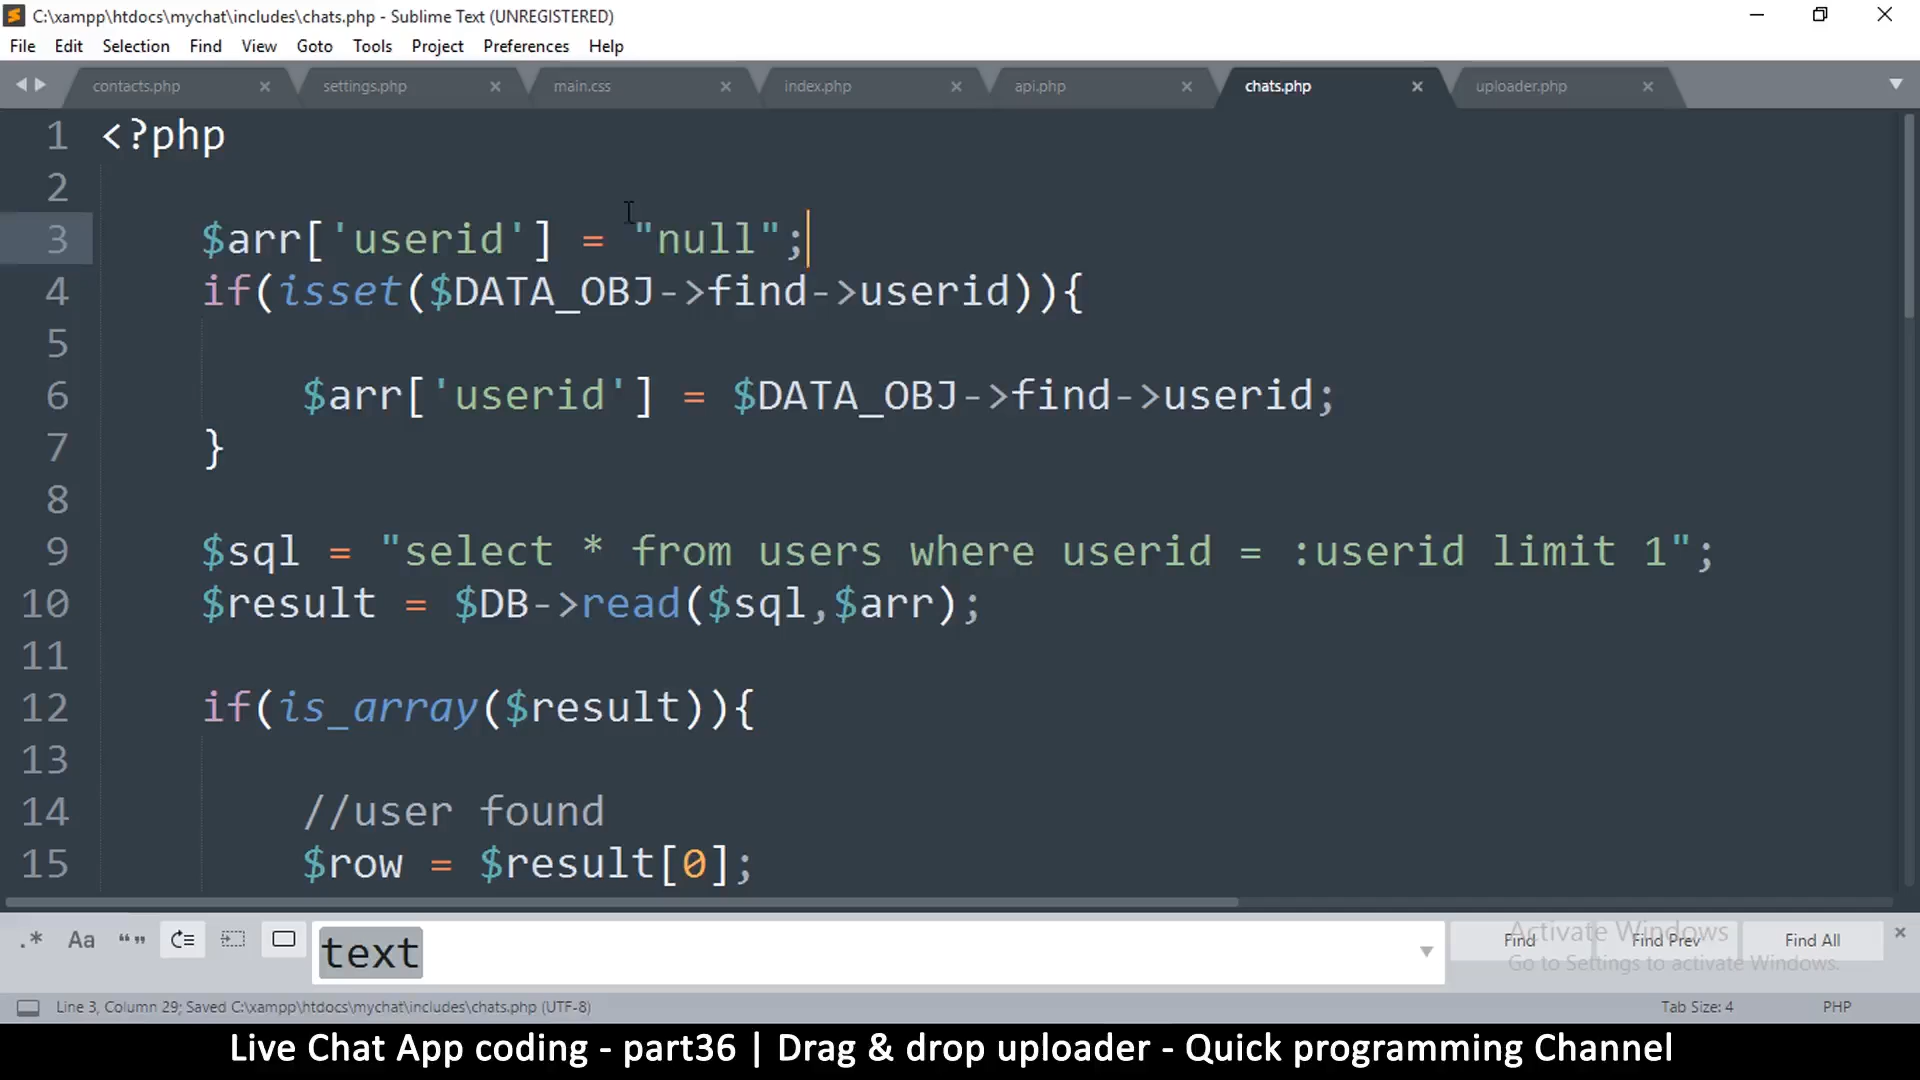 C:\xampp\htdocs\mychat\includes\chats.php - Sublime Text (UNREGISTERED)
File Edit Selection Find View Goto Tools Project Preferences Help
contacts.php settings.php main.css index.php api.php chats.php uploader.php
1 <?php
2
3 $arr['userid'] = "null";
4 if(isset($DATA_OBJ->find->userid)){
5
6 $arr['userid'] = $DATA_OBJ->find->userid;
7 }
8
9 $sql = "select * from users where userid = :userid limit 1";
10 $result = $DB->read($sql,$arr);
11
12 if(is_array($result)){
13
14 //user found
15 $row = $result[0];
.* Aa “” text Find Find Prev Find All
Activate Windows
Go to Settings to activate Windows.
Line 3, Column 29; Saved C:\xampp\htdocs\mychat\includes\chats.php (UTF-8) Tab Size: 4 PHP
Live Chat App coding - part36 | Drag & drop uploader - Quick programming Channel